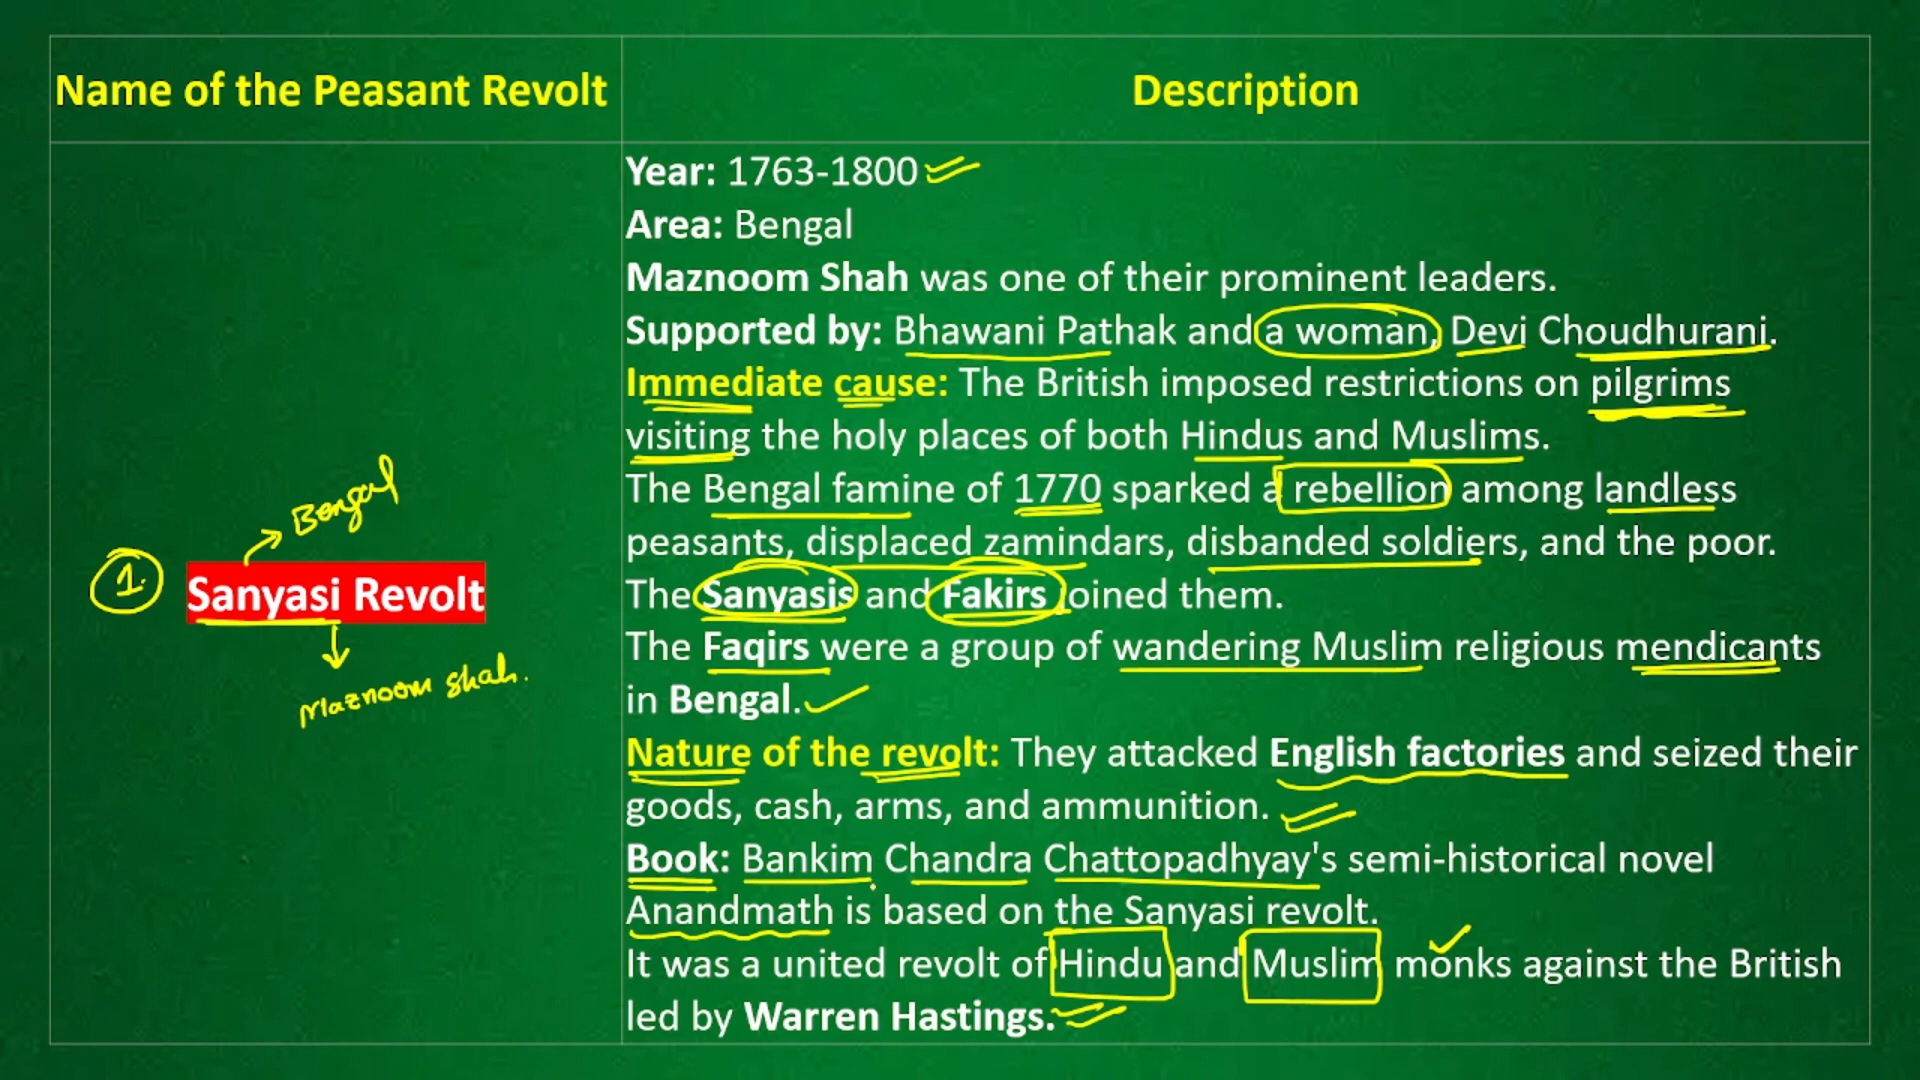 Name of the Peasant Revolt
Description
1.
Bengal
Sanyasi Revolt
Maznoom Shah.
Year: 1763-1800
Area: Bengal
Maznoom Shah was one of their prominent leaders.
Supported by: Bhawani Pathak and a woman, Devi Choudhurani.
Immediate cause: The British imposed restrictions on pilgrims
visiting the holy places of both Hindus and Muslims.
The Bengal famine of 1770 sparked a rebellion among landless
peasants, displaced zamindars, disbanded soldiers, and the poor.
The Sanyasis and Fakirs joined them.
The Faqirs were a group of wandering Muslim religious mendicants
in Bengal.
Nature of the revolt: They attacked English factories and seized their
goods, cash, arms, and ammunition.
Book: Bankim Chandra Chattopadhyay's semi-historical novel
Anandmath is based on the Sanyasi revolt.
It was a united revolt of Hindu and Muslim monks against the British
led by Warren Hastings.